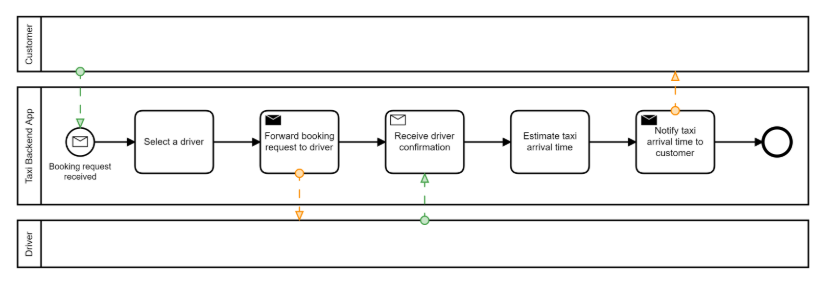 Customer
Taxi Backend App
Booking request
received
Select a driver
Forward booking
request to driver
Receive driver
confirmation
Estimate taxi
arrival time
Notify taxi
arrival time to
customer
Driver